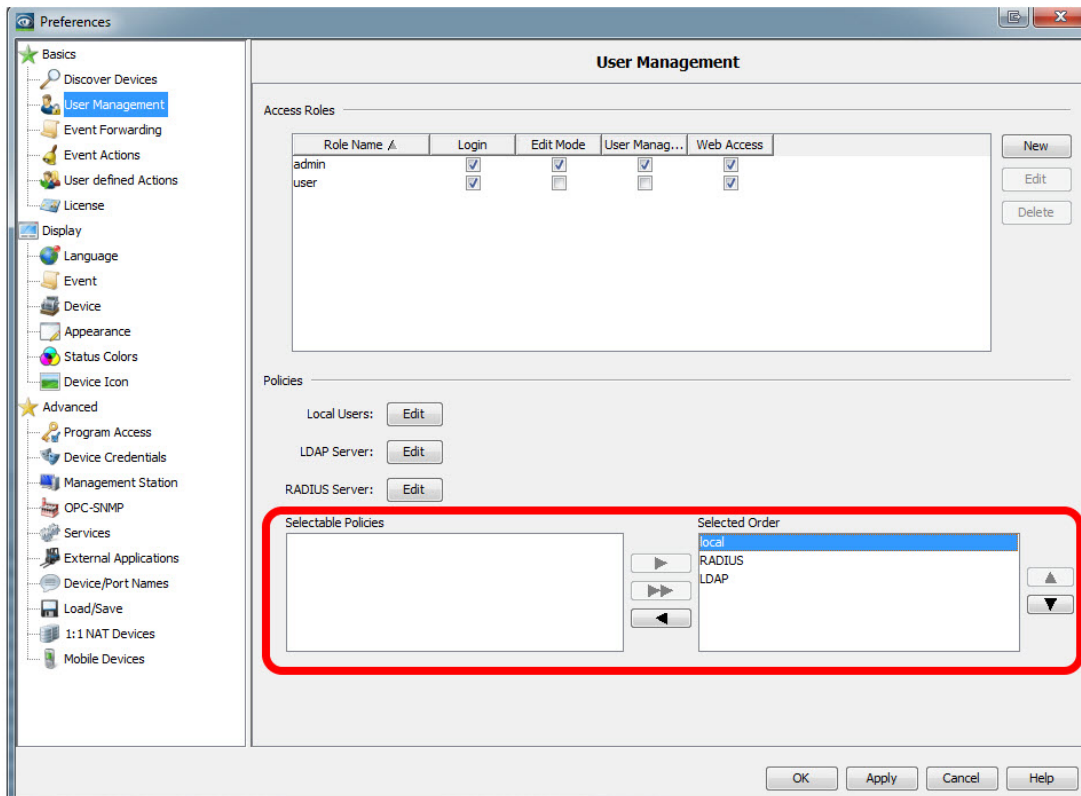 Preferences
Basics
Discover Devices
User Management
Event Forwarding
Event Actions
User defined Actions
License
Display
Language
Event
Device
Appearance
Status Colors
Device Icon
Advanced
Program Access
Device Credentials
Management Station
OPC-SNMP
Services
External Applications
Device/Port Names
Load/Save
1:1 NAT Devices
Mobile Devices
User Management
Access Roles
Role Name Login Edit Mode User Manag... Web Access
admin
user
New
Edit
Delete
Policies
Local Users: Edit
LDAP Server: Edit
RADIUS Server: Edit
Selectable Policies
Selected Order
local
RADIUS
LDAP
OK Apply Cancel Help